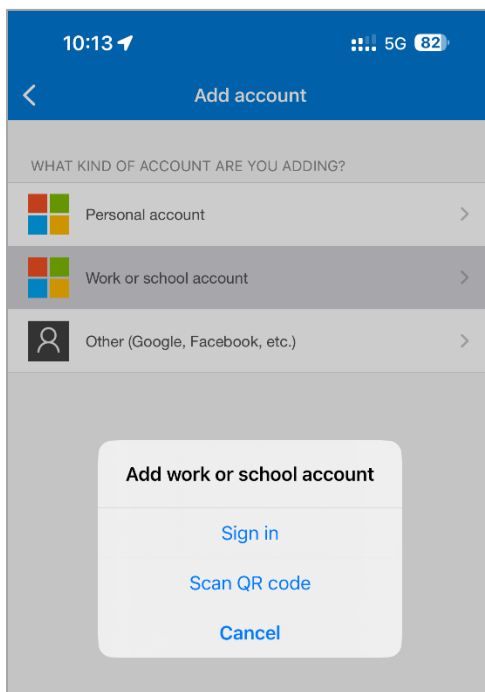 10:13 5G 82
Add account
WHAT KIND OF ACCOUNT ARE YOU ADDING?
Personal account
Work or school account
Other (Google, Facebook, etc.)
Add work or school account
Sign in
Scan QR code
Cancel